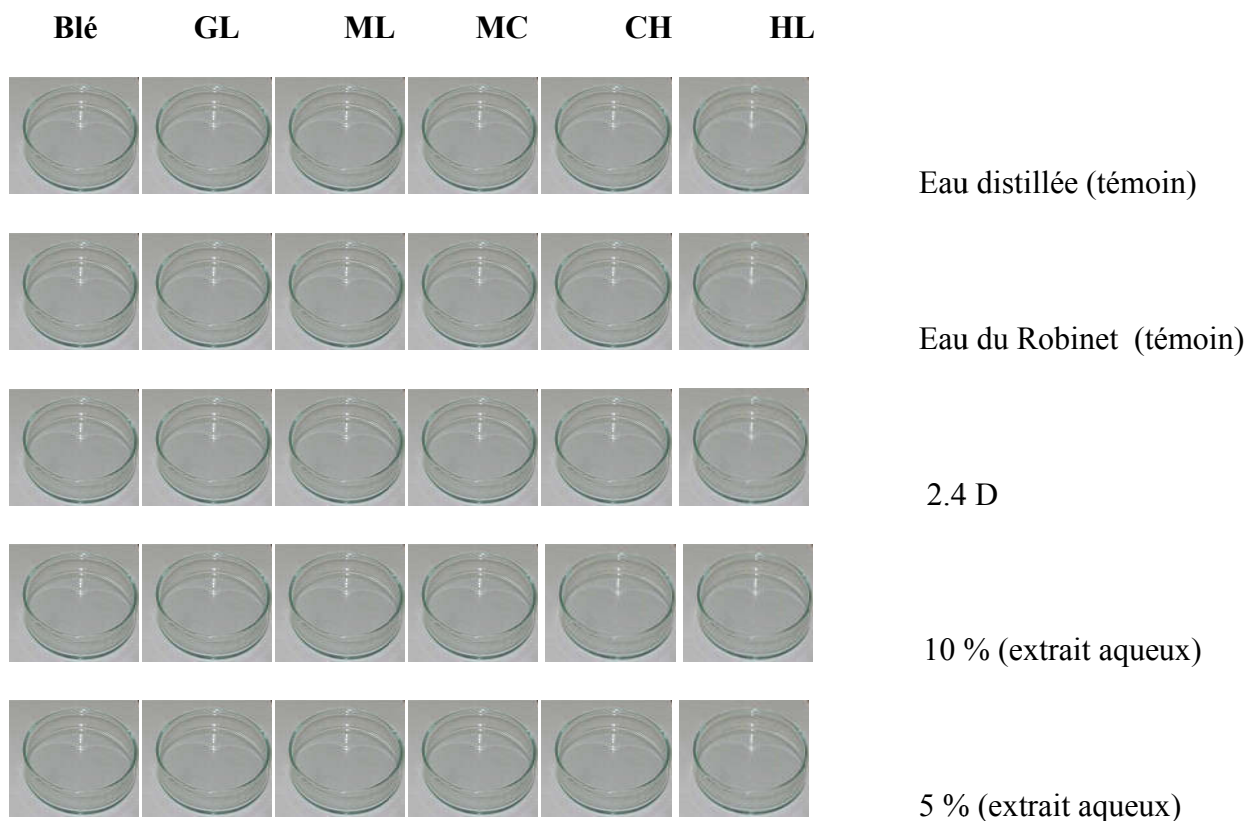 Blé GL ML MC CH HL
Eau distillée (témoin)
Eau du Robinet (témoin)
2.4 D
10 % (extrait aqueux)
5 % (extrait aqueux)